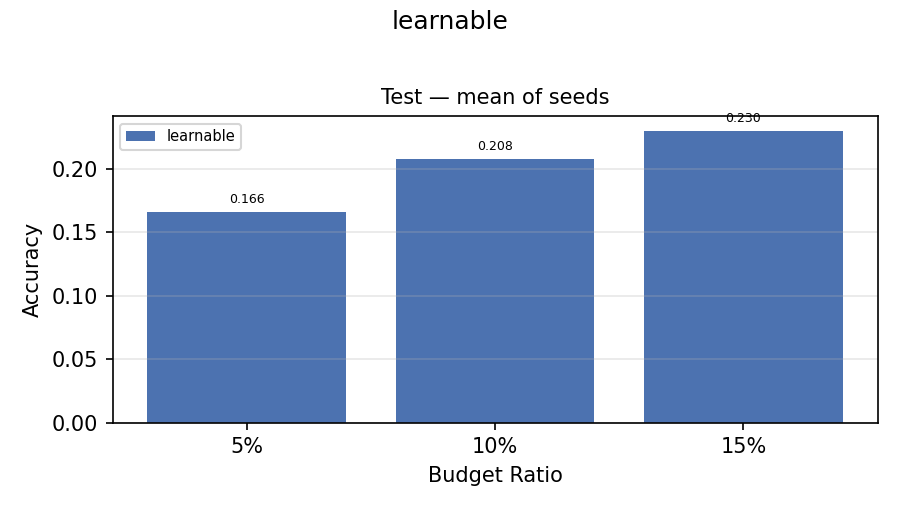 learnable
Test — mean of seeds
learnable
0.166
0.208
0.230
0.20
0.15
0.10
0.05
0.00
Accuracy
5%
10%
15%
Budget Ratio